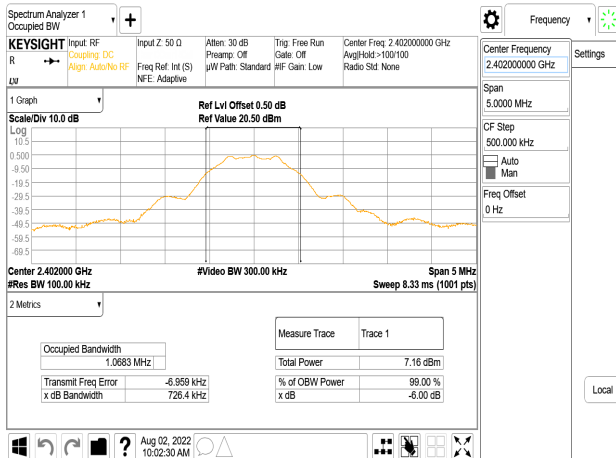 Spectrum Analyzer 1
Occupied BW
Frequency
KEYSIGHT
R
Input: RF
Coupling: DC
Align: Auto/No RF
Input Z: 50 Ω
Freq Ref: Int (S)
NFE: Adaptive
Atten: 30 dB
Preamp: Off
µW Path: Standard
Trig: Free Run
Gate: Off
#IF Gain: Low
Center Freq: 2.402000000 GHz
Avg|Hold:>100/100
Radio Std: None
Center Frequency
2.402000000 GHz
Settings
Span
5.0000 MHz
CF Step
500.000 kHz
Auto
Man
Freq Offset
0 Hz
1 Graph
Scale/Div 10.0 dB
Ref Lvl Offset 0.50 dB
Ref Value 20.50 dBm
Log
10.5
0.500
-9.50
-19.5
-29.5
-39.5
-49.5
-59.5
-69.5
Center 2.402000 GHz
#Video BW 300.00 kHz
Span 5 MHz
#Res BW 100.00 kHz
Sweep 8.33 ms (1001 pts)
2 Metrics
Measure Trace
Trace 1
Occupied Bandwidth
1.0683 MHz
Total Power
7.16 dBm
Transmit Freq Error
-6.959 kHz
% of OBW Power
99.00 %
x dB Bandwidth
726.4 kHz
x dB
-6.00 dB
Local
?
Aug 02, 2022
10:02:30 AM